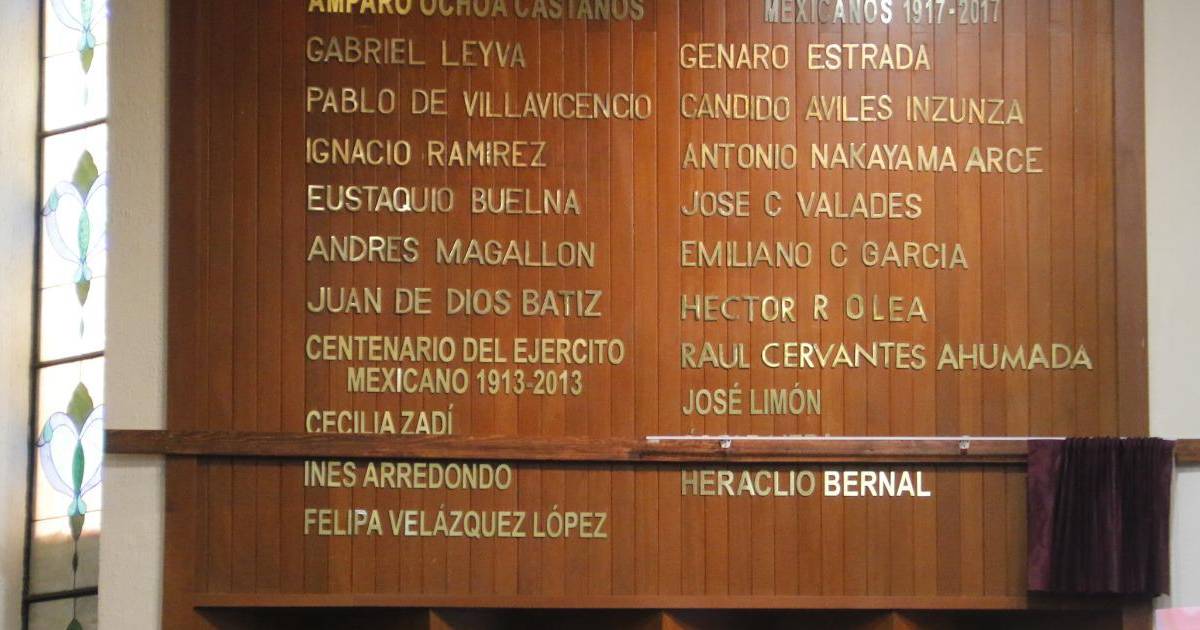 AMPARO OCHOA CASTAÑOS
GABRIEL LEYVA
PABLO DE VILLAVICENCIO
IGNACIO RAMIREZ
EUSTAQUIO BUELNA
ANDRES MAGALLON
JUAN DE DIOS BATIZ
CENTENARIO DEL EJERCITO
MEXICANO 1913-2013
CECILIA ZADÍ
INES ARREDONDO
FELIPA VELÁZQUEZ LÓPEZ
MEXICANOS 1917-2017
GENARO ESTRADA
CANDIDO AVILES INZUNZA
ANTONIO NAKAYAMA ARCE
JOSE C VALADES
EMILIANO C GARCIA
HECTOR R OLEA
RAUL CERVANTES AHUMADA
JOSÉ LIMÓN
HERACLIO BERNAL